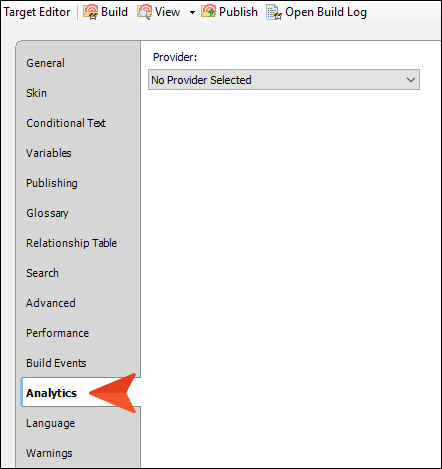 Target Editor Build View Publish Open Build Log
General
Provider:
No Provider Selected
Skin
Conditional Text
Variables
Publishing
Glossary
Relationship Table
Search
Advanced
Performance
Build Events
Analytics
Language
Warnings